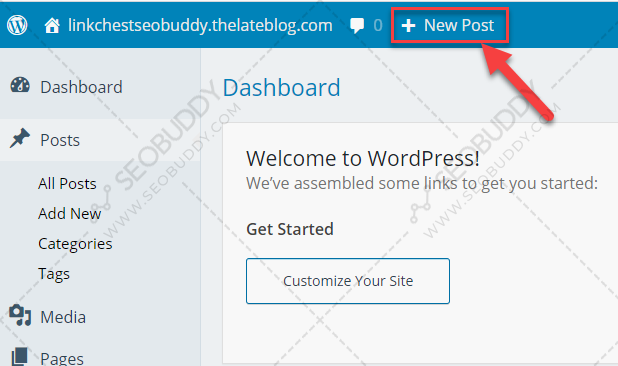 linkchestseobuddy.thelateblog.com 0 + New Post
Dashboard
Posts
All Posts
Add New
Categories
Tags
Media
Pages
Dashboard
Welcome to WordPress!
We've assembled some links to get you started:
Get Started
Customize Your Site
SEOBUDDY
WWW.SEOBUDDY.COM
SEOBUDDY
WWW.SEOBUDDY.COM